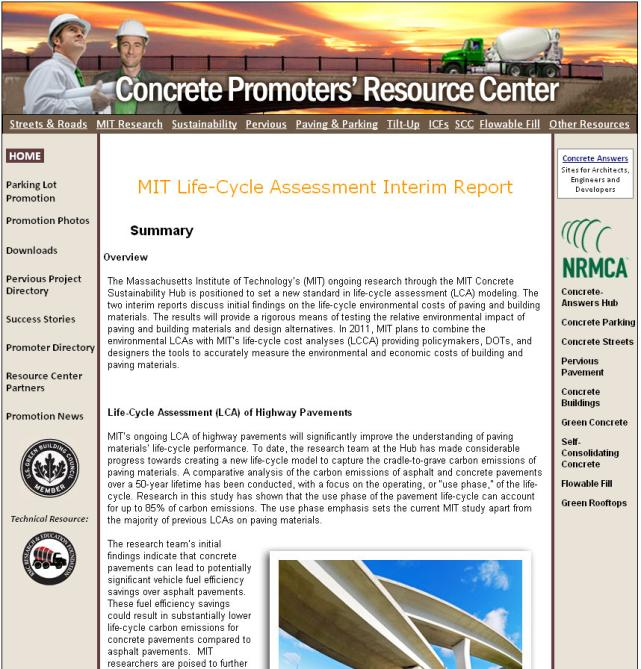 Concrete Promoters' Resource Center
Streets & Roads MIT Research Sustainability Pervious Paving & Parking Tilt-Up ICFs SCC Flowable Fill Other Resources
HOME
Parking Lot
Promotion
Promotion Photos
Downloads
Pervious Project
Directory
Success Stories
Promoter Directory
Resource Center
Partners
Promotion News
GREEN BUILDING COUNCIL
MEMBER
Technical Resource:
RMC RESEARCH & EDUCATION FOUNDATION
MIT Life-Cycle Assessment Interim Report
Summary
Overview
The Massachusetts Institute of Technology's (MIT) ongoing research through the MIT Concrete
Sustainability Hub is positioned to set a new standard in life-cycle assessment (LCA) modeling. The
two interim reports discuss initial findings on the life-cycle environmental costs of paving and building
materials. The results will provide a rigorous means of testing the relative environmental impact of
paving and building materials and design alternatives. In 2011, MIT plans to combine the
environmental LCAs with MIT's life-cycle cost analyses (LCCA) providing policymakers, DOTs, and
designers the tools to accurately measure the environmental and economic costs of building and
paving materials.
Life-Cycle Assessment (LCA) of Highway Pavements
MIT's ongoing LCA of highway pavements will significantly improve the understanding of paving
materials' life-cycle performance. To date, the research team at the Hub has made considerable
progress towards creating a new life-cycle model to capture the cradle-to-grave carbon emissions of
paving materials. A comparative analysis of the carbon emissions of asphalt and concrete pavements
over a 50-year lifetime has been conducted, with a focus on the operating, or "use phase," of the life-
cycle. Research in this study has shown that the use phase of the pavement life-cycle can account
for up to 85% of carbon emissions. The use phase emphasis sets the current MIT study apart from
the majority of previous LCAs on paving materials.
The research team's initial
findings indicate that concrete
pavements can lead to potentially
significant vehicle fuel efficiency
savings over asphalt pavements.
These fuel efficiency savings
could result in substantially lower
life-cycle carbon emissions for
concrete pavements compared to
asphalt pavements. MIT
researchers are poised to further
Concrete Answers
Sites for Architects,
Engineers and
Developers
NRMCA
Concrete-
Answers Hub
Concrete Parking
Concrete Streets
Pervious
Pavement
Concrete
Buildings
Green Concrete
Self-
Consolidating
Concrete
Flowable Fill
Green Rooftops